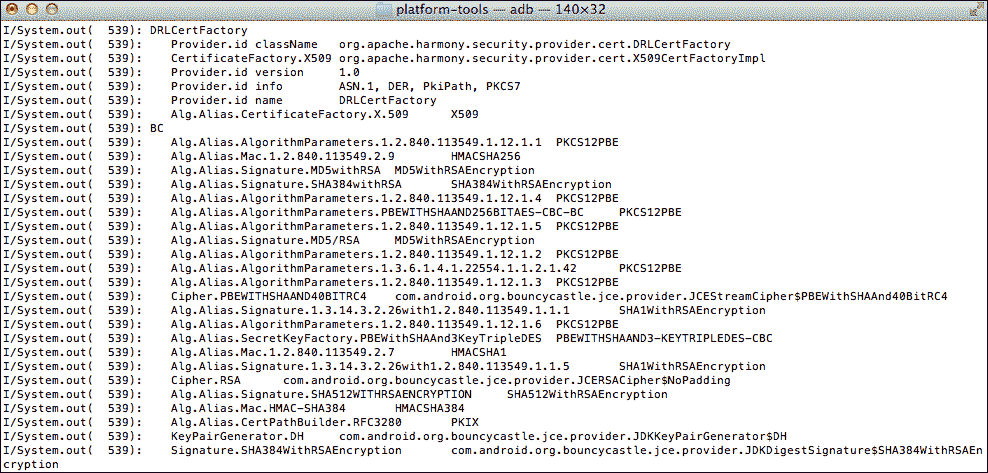 platform-tools — adb — 140×32
I/System.out(  539): DRLCertFactory
I/System.out(  539):    Provider.id className   org.apache.harmony.security.provider.cert.DRLCertFactory
I/System.out(  539):    CertificateFactory.X509 org.apache.harmony.security.provider.cert.X509CertFactoryImpl
I/System.out(  539):    Provider.id version     1.0
I/System.out(  539):    Provider.id info        ASN.1, DER, PkiPath, PKCS7
I/System.out(  539):    Provider.id name        DRLCertFactory
I/System.out(  539):    Alg.Alias.CertificateFactory.X.509      X509
I/System.out(  539): BC
I/System.out(  539):    Alg.Alias.AlgorithmParameters.1.2.840.113549.1.12.1.1  PKCS12PBE
I/System.out(  539):    Alg.Alias.Mac.1.2.840.113549.2.9        HMACSHA256
I/System.out(  539):    Alg.Alias.Signature.MD5withRSA  MD5WithRSAEncryption
I/System.out(  539):    Alg.Alias.Signature.SHA384withRSA       SHA384WithRSAEncryption
I/System.out(  539):    Alg.Alias.AlgorithmParameters.1.2.840.113549.1.12.1.4  PKCS12PBE
I/System.out(  539):    Alg.Alias.AlgorithmParameters.PBEWITHSHAAND256BITAES-CBC-BC     PKCS12PBE
I/System.out(  539):    Alg.Alias.AlgorithmParameters.1.2.840.113549.1.12.1.5  PKCS12PBE
I/System.out(  539):    Alg.Alias.Signature.MD5/RSA     MD5WithRSAEncryption
I/System.out(  539):    Alg.Alias.AlgorithmParameters.1.2.840.113549.1.12.1.2  PKCS12PBE
I/System.out(  539):    Alg.Alias.AlgorithmParameters.1.3.6.1.4.1.22554.1.1.2.1.42      PKCS12PBE
I/System.out(  539):    Alg.Alias.AlgorithmParameters.1.2.840.113549.1.12.1.3  PKCS12PBE
I/System.out(  539):    Cipher.PBEWITHSHAAND40BITRC4    com.android.org.bouncycastle.jce.provider.JCEStreamCipher$PBEWithSHAAnd40BitRC4
I/System.out(  539):    Alg.Alias.Signature.1.3.14.3.2.26with1.2.840.113549.1.1.1       SHA1WithRSAEncryption
I/System.out(  539):    Alg.Alias.AlgorithmParameters.1.2.840.113549.1.12.1.6  PKCS12PBE
I/System.out(  539):    Alg.Alias.SecretKeyFactory.PBEWithSHAAnd3KeyTripleDES  PBEWITHSHAAND3-KEYTRIPLEDES-CBC
I/System.out(  539):    Alg.Alias.Mac.1.2.840.113549.2.7        HMACSHA1
I/System.out(  539):    Alg.Alias.Signature.1.3.14.3.2.26with1.2.840.113549.1.1.5       SHA1WithRSAEncryption
I/System.out(  539):    Cipher.RSA      com.android.org.bouncycastle.jce.provider.JCERSACipher$NoPadding
I/System.out(  539):    Alg.Alias.Signature.SHA512WITHRSAENCRYPTION     SHA512WithRSAEncryption
I/System.out(  539):    Alg.Alias.Mac.HMAC-SHA384       HMACSHA384
I/System.out(  539):    Alg.Alias.CertPathBuilder.RFC3280       PKIX
I/System.out(  539):    KeyPairGenerator.DH     com.android.org.bouncycastle.jce.provider.JDKKeyPairGenerator$DH
I/System.out(  539):    Signature.SHA384WithRSAEncryption       com.android.org.bouncycastle.jce.provider.JDKDigestSignature$SHA384WithRSAEn
cryption